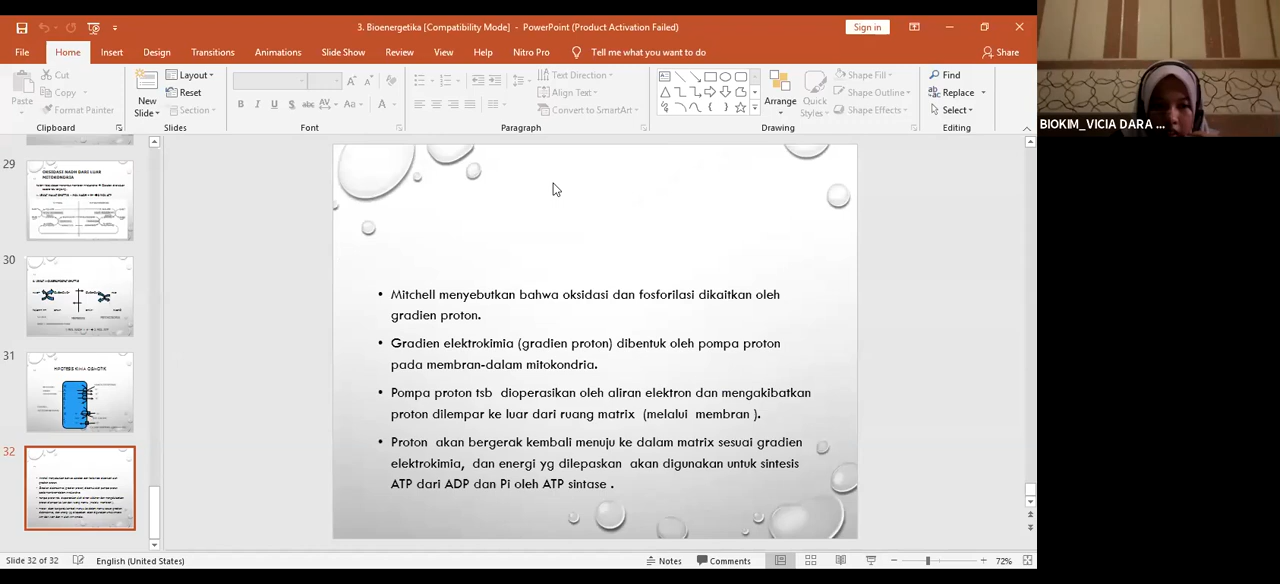 3. Bioenergetika [Compatibility Mode] - PowerPoint (Product Activation Failed)
Sign in
File Home Insert Design Transitions Animations Slide Show Review View Help Nitro Pro Tell me what you want to do Share
Paste
Cut
Copy
Format Painter
Clipboard
New Slide
Layout
Reset
Section
Slides
B I U S abc AV Aa A
Font
Text Direction
Align Text
Convert to SmartArt
Paragraph
Arrange
Quick Styles
Shape Fill
Shape Outline
Shape Effects
Drawing
Find
Replace
Select
Editing
BIOKIM_VICIA DARA ...
29
OKSIDASI NADH DARI LUAR
MITOKONDRIA
30
31
HIPOTESIS KIMIA OSMOTIK
32
• Mitchell menyebutkan bahwa oksidasi dan fosforilasi dikaitkan oleh
gradien proton.
• Gradien elektrokimia (gradien proton) dibentuk oleh pompa proton
pada membran-dalam mitokondria.
• Pompa proton tsb dioperasikan oleh aliran elektron dan mengakibatkan
proton dilempar ke luar dari ruang matrix (melalui membran ).
• Proton akan bergerak kembali menuju ke dalam matrix sesuai gradien
elektrokimia, dan energi yg dilepaskan akan digunakan untuk sintesis
ATP dari ADP dan Pi oleh ATP sintase .
Slide 32 of 32 English (United States) Notes Comments 72%